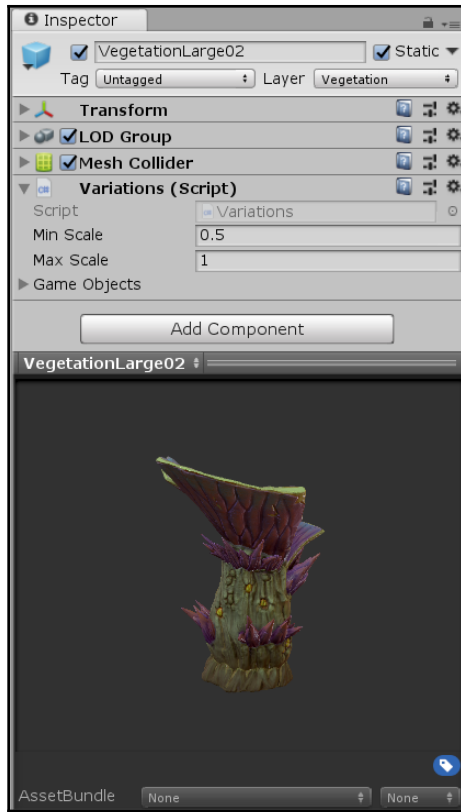 Inspector
VegetationLarge02 Static
Tag Untagged Layer Vegetation
Transform
LOD Group
Mesh Collider
Variations (Script)
Script Variations
Min Scale 0.5
Max Scale 1
Game Objects
Add Component
VegetationLarge02
AssetBundle None None